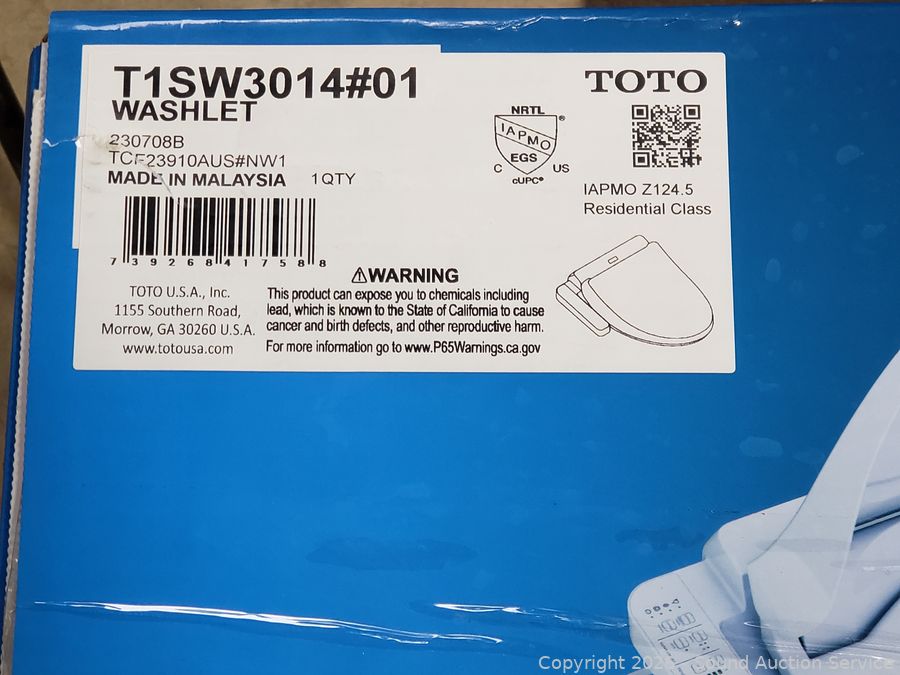 T1SW3014#01
WASHLET
230708B
TCF23910AUS#NW1
MADE IN MALAYSIA 1QTY
7 39268 41758 8
TOTO U.S.A., Inc.
1155 Southern Road,
Morrow, GA 30260 U.S.A.
www.totousa.com
⚠WARNING
This product can expose you to chemicals including
lead, which is known to the State of California to cause
cancer and birth defects, and other reproductive harm.
For more information go to www.P65Warnings.ca.gov
NRTL
IAPMO
®
EGS
C US
cUPC®
TOTO
IAPMO Z124.5
Residential Class
Copyright Sound Auction Service